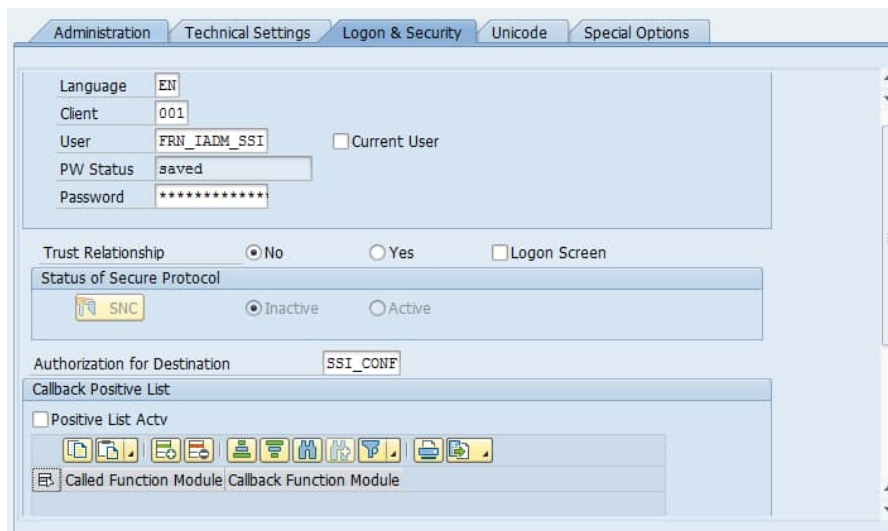 Administration Technical Settings Logon & Security Unicode Special Options
Language EN
Client 001
User FRN_IADM_SSI Current User
PW Status saved
Password *************
Trust Relationship No Yes Logon Screen
Status of Secure Protocol
SNC Inactive Active
Authorization for Destination SSI_CONF
Callback Positive List
Positive List Actv
Called Function Module Callback Function Module